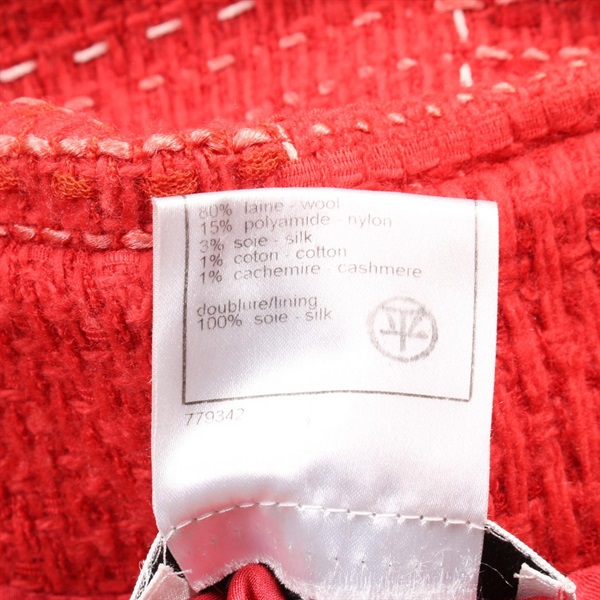 80% laine - wool
15% polyamide - nylon
3% soie - silk
1% coton - cotton
1% cachemire - cashmere
doublure/lining
100% soie - silk
779342